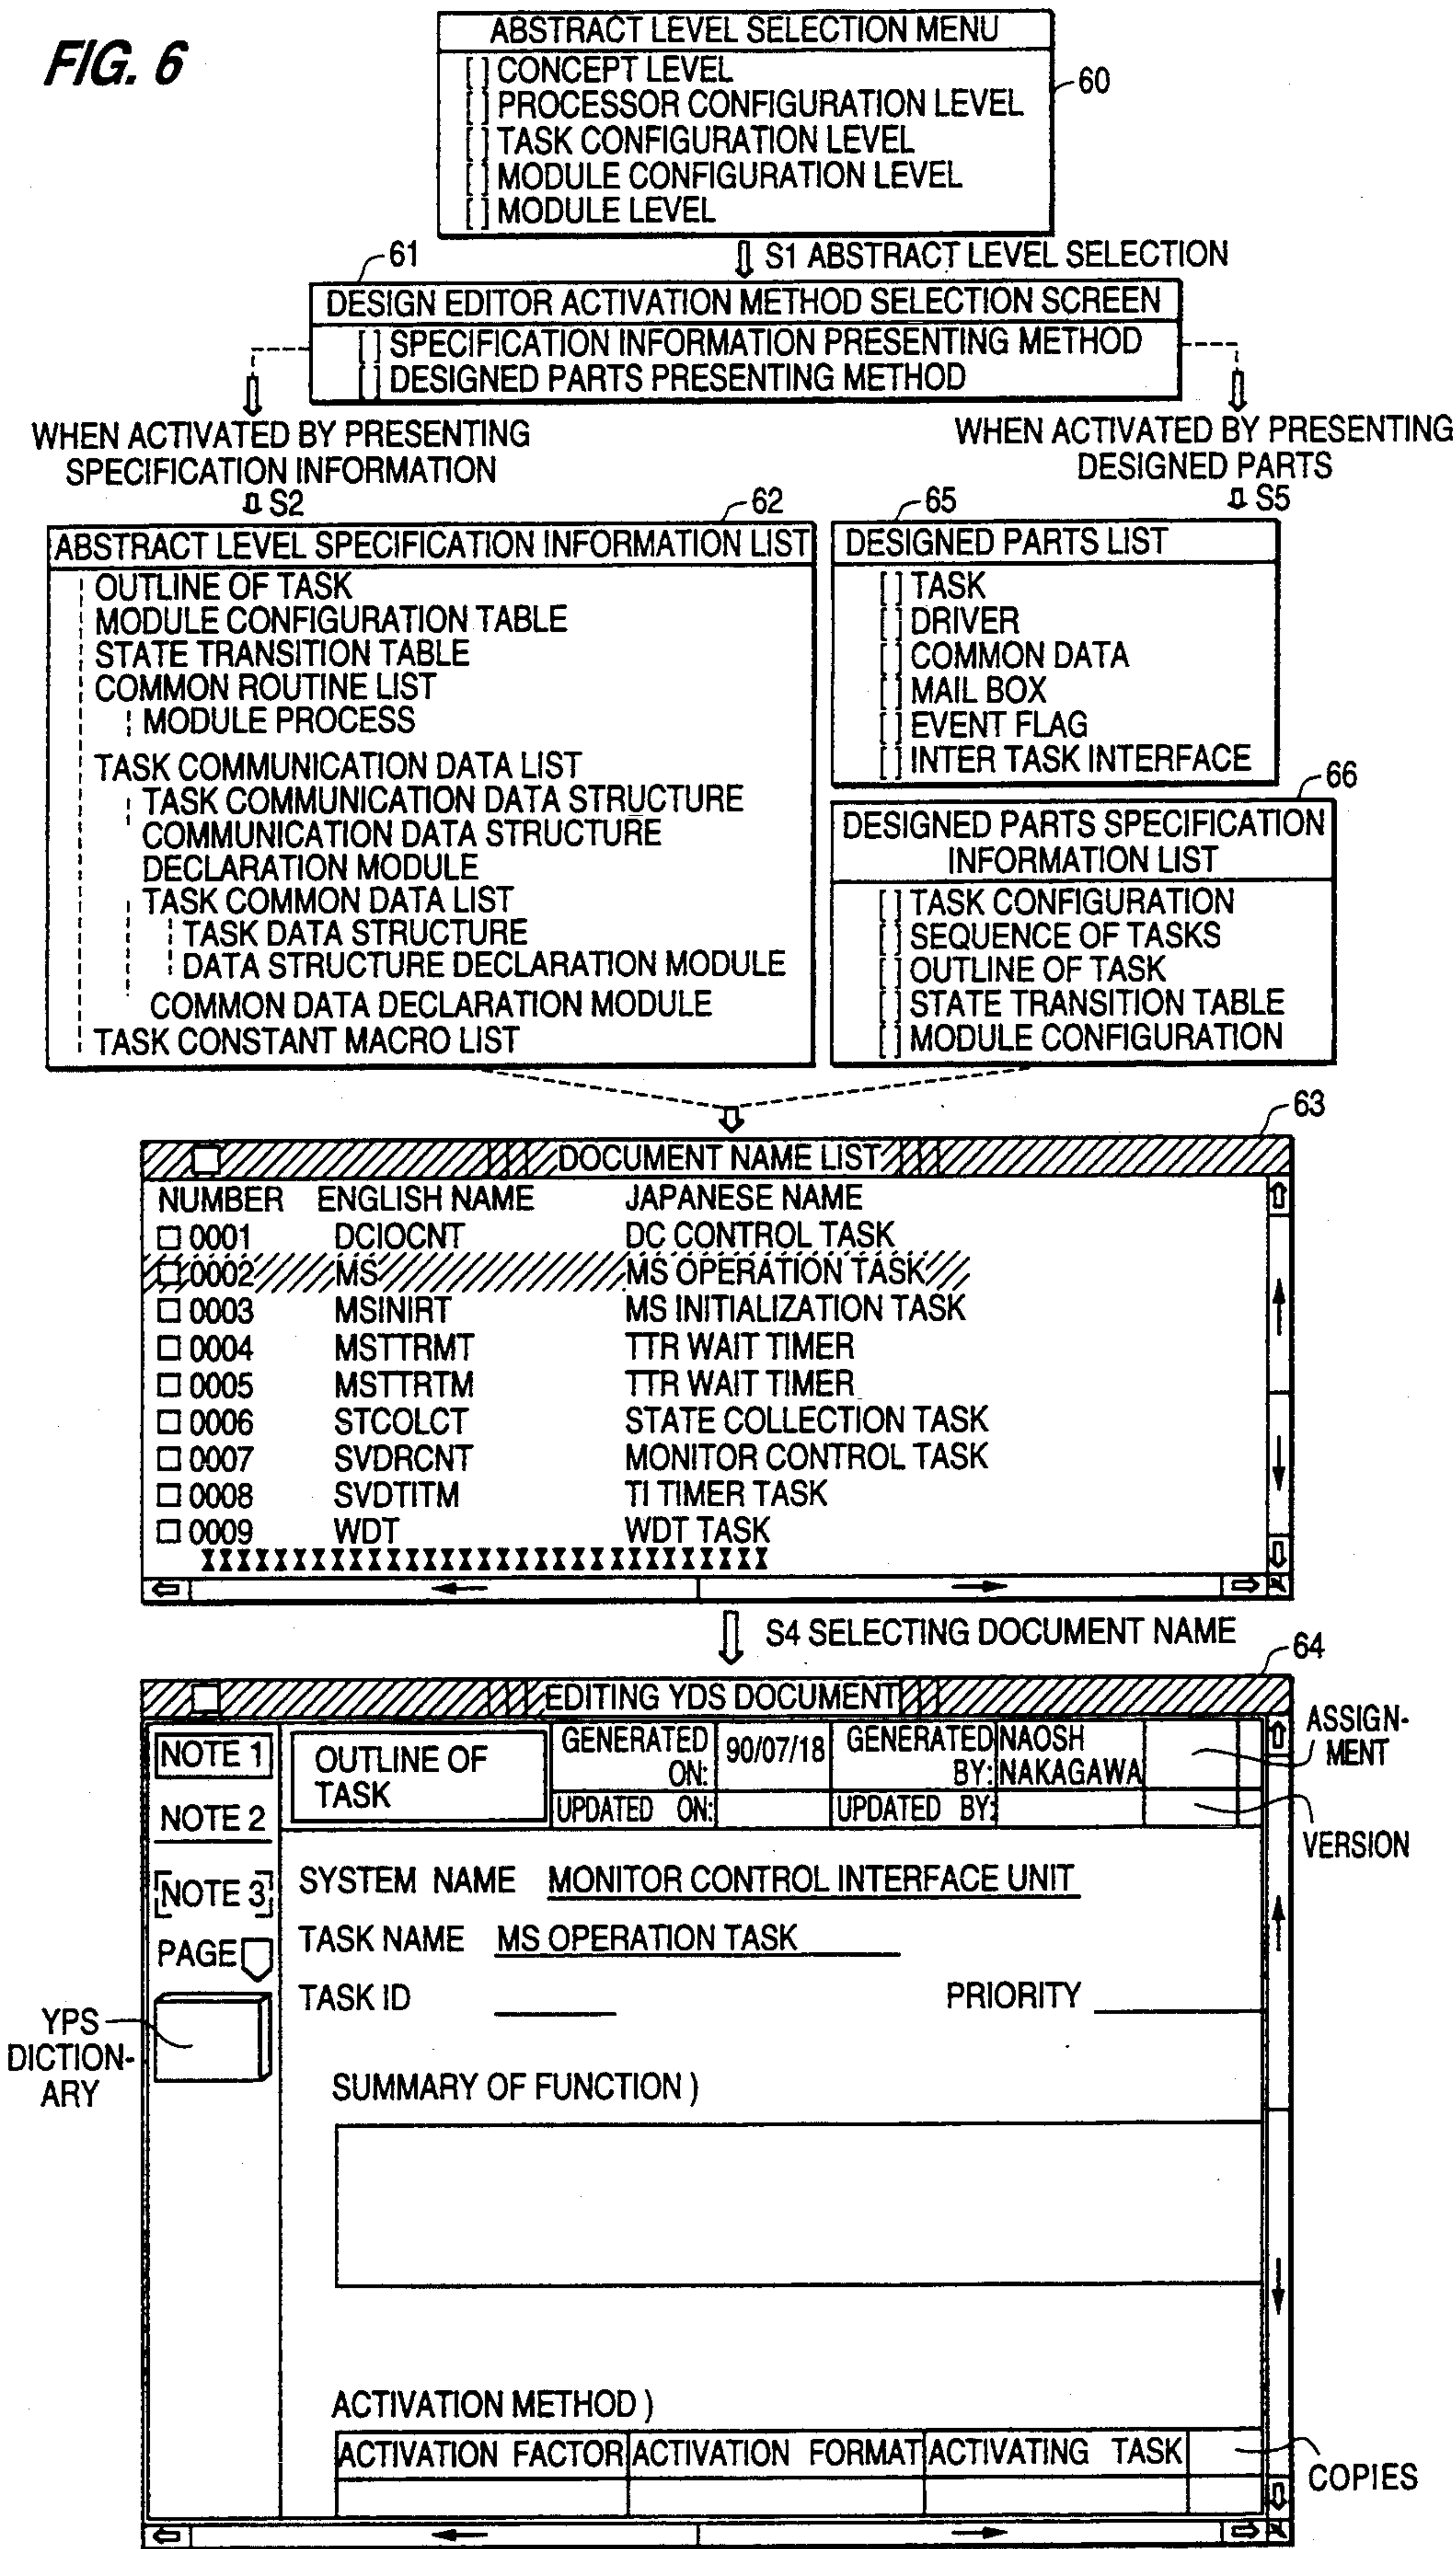 FIG. 6
ABSTRACT LEVEL SELECTION MENU
[ ] CONCEPT LEVEL
[ ] PROCESSOR CONFIGURATION LEVEL
[ ] TASK CONFIGURATION LEVEL
[ ] MODULE CONFIGURATION LEVEL
[ ] MODULE LEVEL
60
S1 ABSTRACT LEVEL SELECTION
61
DESIGN EDITOR ACTIVATION METHOD SELECTION SCREEN
[ ] SPECIFICATION INFORMATION PRESENTING METHOD
[ ] DESIGNED PARTS PRESENTING METHOD
WHEN ACTIVATED BY PRESENTING
SPECIFICATION INFORMATION
S2
WHEN ACTIVATED BY PRESENTING
DESIGNED PARTS
S5
62
ABSTRACT LEVEL SPECIFICATION INFORMATION LIST
OUTLINE OF TASK
MODULE CONFIGURATION TABLE
STATE TRANSITION TABLE
COMMON ROUTINE LIST
MODULE PROCESS
TASK COMMUNICATION DATA LIST
TASK COMMUNICATION DATA STRUCTURE
COMMUNICATION DATA STRUCTURE
DECLARATION MODULE
TASK COMMON DATA LIST
TASK DATA STRUCTURE
DATA STRUCTURE DECLARATION MODULE
COMMON DATA DECLARATION MODULE
TASK CONSTANT MACRO LIST
65
DESIGNED PARTS LIST
[ ] TASK
[ ] DRIVER
[ ] COMMON DATA
[ ] MAIL BOX
[ ] EVENT FLAG
[ ] INTER TASK INTERFACE
66
DESIGNED PARTS SPECIFICATION
INFORMATION LIST
[ ] TASK CONFIGURATION
[ ] SEQUENCE OF TASKS
[ ] OUTLINE OF TASK
[ ] STATE TRANSITION TABLE
[ ] MODULE CONFIGURATION
63
DOCUMENT NAME LIST
NUMBER ENGLISH NAME JAPANESE NAME
0001 DCIOCNT DC CONTROL TASK
0002 MS MS OPERATION TASK
0003 MSINIRT MS INITIALIZATION TASK
0004 MSTTRMT TTR WAIT TIMER
0005 MSTTRTM TTR WAIT TIMER
0006 STCOLCT STATE COLLECTION TASK
0007 SVDRCNT MONITOR CONTROL TASK
0008 SVDTITM TI TIMER TASK
0009 WDT WDT TASK
S4 SELECTING DOCUMENT NAME
64
EDITING YDS DOCUMENT
NOTE 1
NOTE 2
[NOTE 3]
PAGE
YPS
DICTION-
ARY
OUTLINE OF
TASK
GENERATED
ON:
90/07/18
GENERATED
BY:
NAOSH
NAKAGAWA
UPDATED ON:
UPDATED BY:
ASSIGN-
MENT
VERSION
SYSTEM NAME MONITOR CONTROL INTERFACE UNIT
TASK NAME MS OPERATION TASK
TASK ID PRIORITY
SUMMARY OF FUNCTION )
ACTIVATION METHOD )
ACTIVATION FACTOR ACTIVATION FORMAT ACTIVATING TASK
COPIES